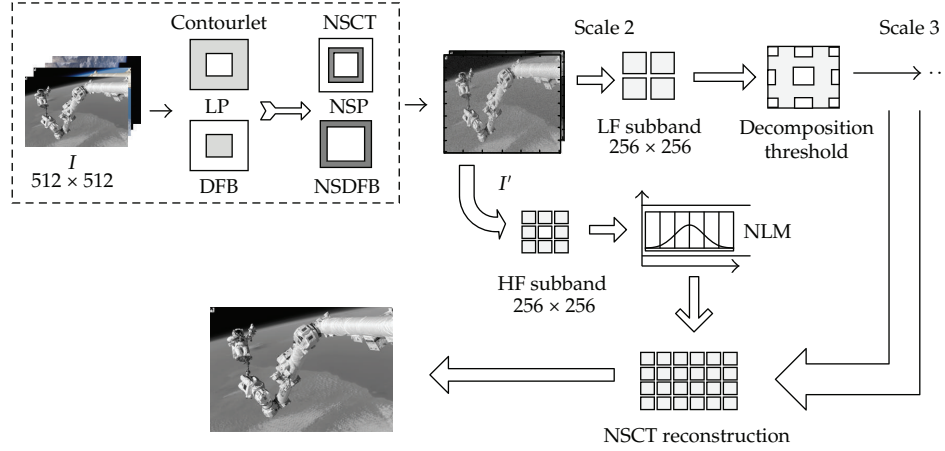 Contourlet
NSCT
LP
NSP
DFB
NSDFB
I
512 × 512
Scale 2
Scale 3
LF subband
256 × 256
Decomposition
threshold
···
I′
HF subband
256 × 256
NLM
NSCT reconstruction